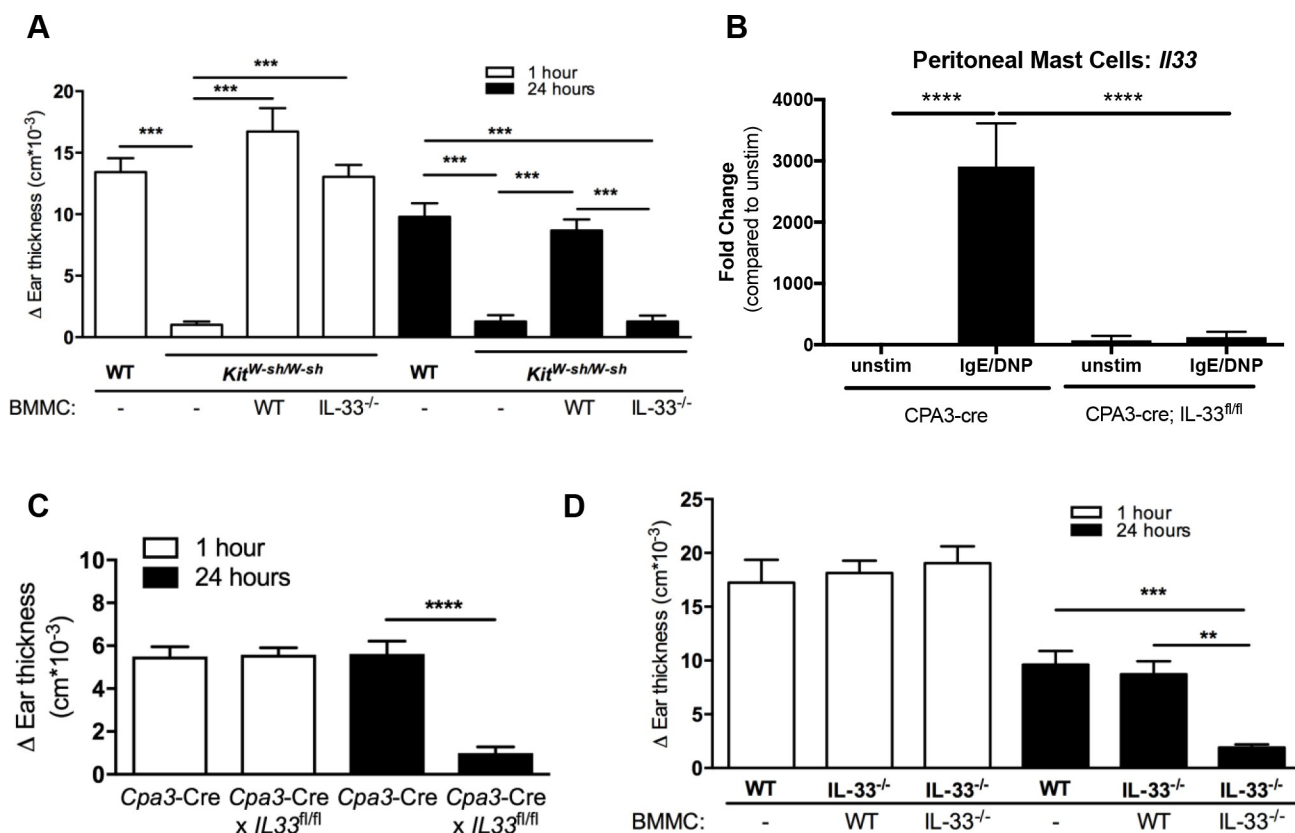 A
1 hour
24 hours
Δ Ear thickness (cm*10-3)
20
15
10
5
0
***
***
***
***
***
***
***
WT
KitW-sh/W-sh
WT
KitW-sh/W-sh
BMMC: - - WT IL-33-/- - - WT IL-33-/-
B
Peritoneal Mast Cells: Il33
Fold Change
(compared to unstim)
4000
3000
2000
1000
0
****
****
unstim IgE/DNP unstim IgE/DNP
CPA3-cre
CPA3-cre; IL-33fl/fl
C
1 hour
24 hours
Δ Ear thickness
(cm*10-3)
10
8
6
4
2
0
****
Cpa3-Cre Cpa3-Cre Cpa3-Cre Cpa3-Cre
x IL33fl/fl x IL33fl/fl
D
1 hour
24 hours
Δ Ear thickness (cm*10-3)
25
20
15
10
5
0
***
**
WT IL-33-/- IL-33-/- WT IL-33-/- IL-33-/-
BMMC: - WT IL-33-/- - WT IL-33-/-